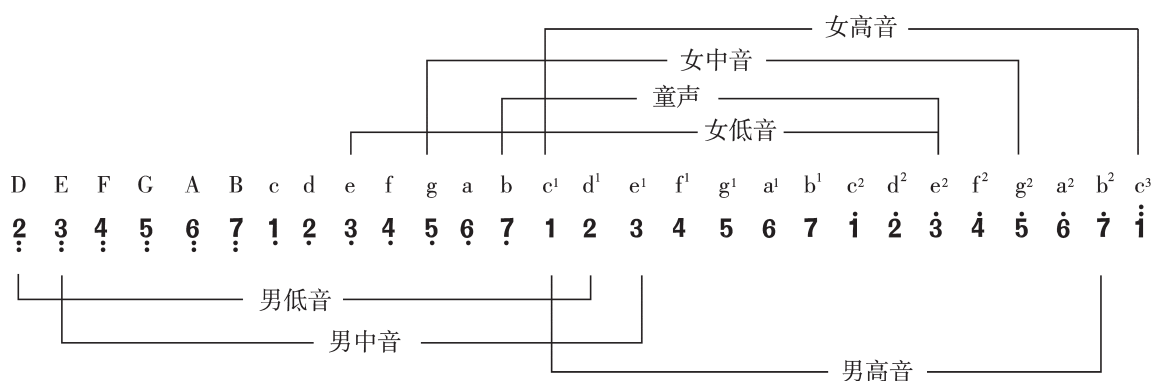 女高音
女中音
童声
女低音
D E F G A B c d e f g a b c¹ d¹ e¹ f¹ g¹ a¹ b¹ c² d² e² f² g² a² b² c³
2̤ 3̤ 4̤ 5̤ 6̤ 7̤ 1̣ 2̣ 3̣ 4̣ 5̣ 6̣ 7̣ 1 2 3 4 5 6 7 1̇ 2̇ 3̇ 4̇ 5̇ 6̇ 7̇ 1̈
男低音
男中音
男高音